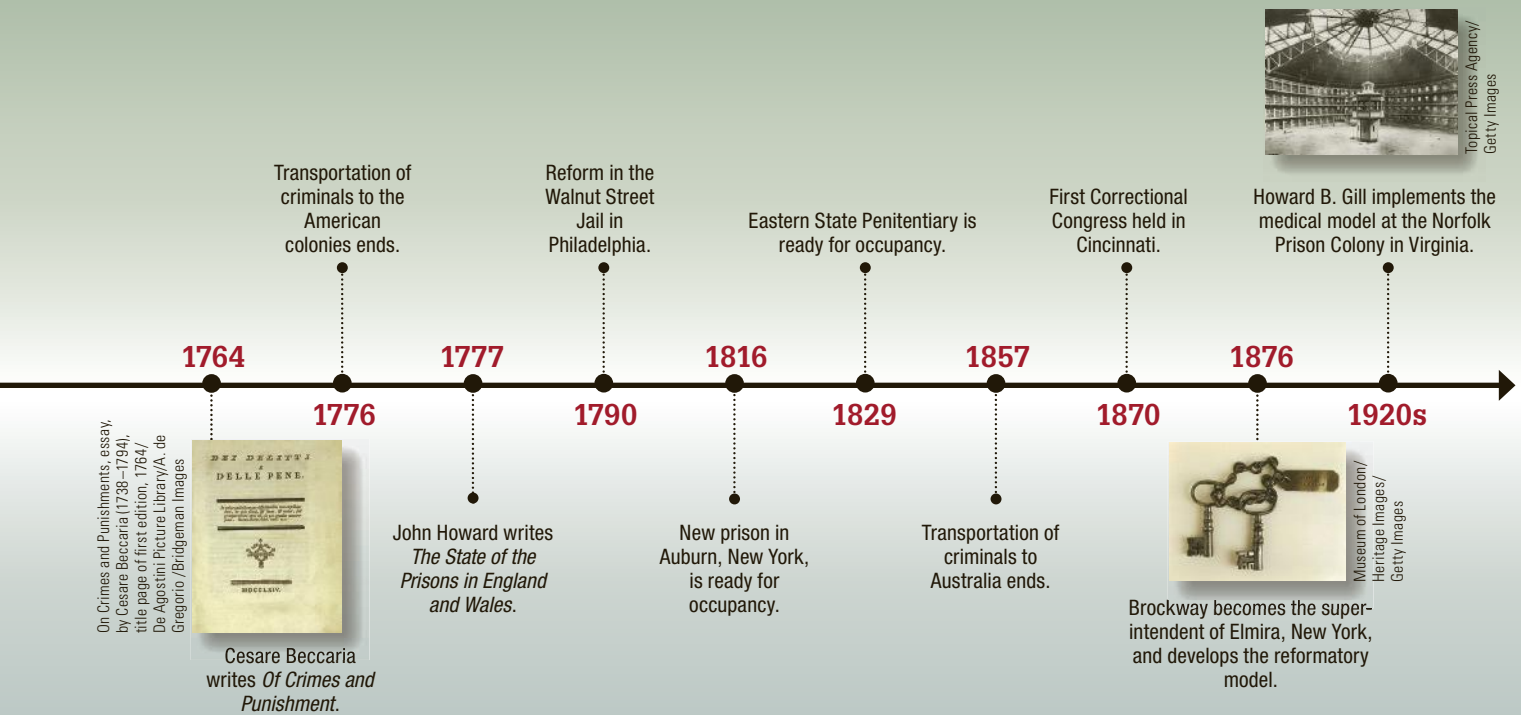 Topical Press Agency/
Getty Images
Transportation of
criminals to the
American
colonies ends.
Reform in the
Walnut Street
Jail in
Philadelphia.
Eastern State Penitentiary is
ready for occupancy.
First Correctional
Congress held in
Cincinnati.
Howard B. Gill implements the
medical model at the Norfolk
Prison Colony in Virginia.
1764
1777
1816
1857
1876
1776
1790
1829
1870
1920s
On Crimes and Punishments, essay,
by Cesare Beccaria (1738–1794),
title page of first edition, 1764/
De Agostini Picture Library/A. de
Gregorio /Bridgeman Images
DEI DELITTI
E
DELLE PENE.
MDCCLXIV.
Cesare Beccaria
writes Of Crimes and
Punishment.
John Howard writes
The State of the
Prisons in England
and Wales.
New prison in
Auburn, New York,
is ready for
occupancy.
Transportation of
criminals to
Australia ends.
Museum of London/
Heritage Images/
Getty Images
Brockway becomes the super-
intendent of Elmira, New York,
and develops the reformatory
model.